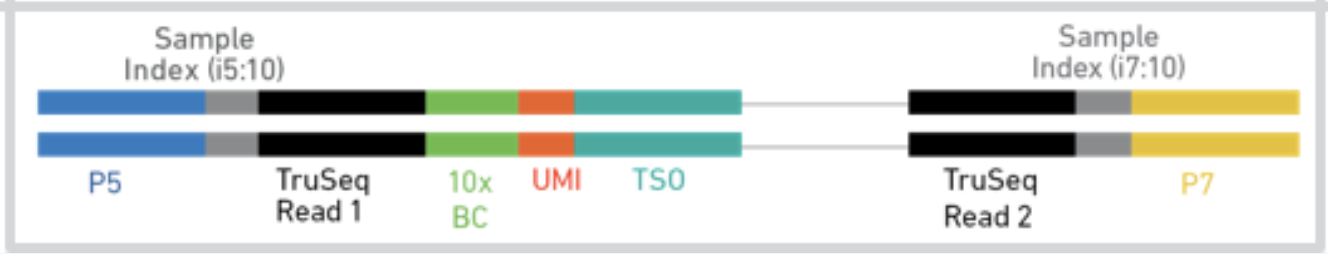 Sample
Index (i5:10)
Sample
Index (i7:10)
P5
TruSeq
Read 1
10x
BC
UMI
TSO
TruSeq
Read 2
P7